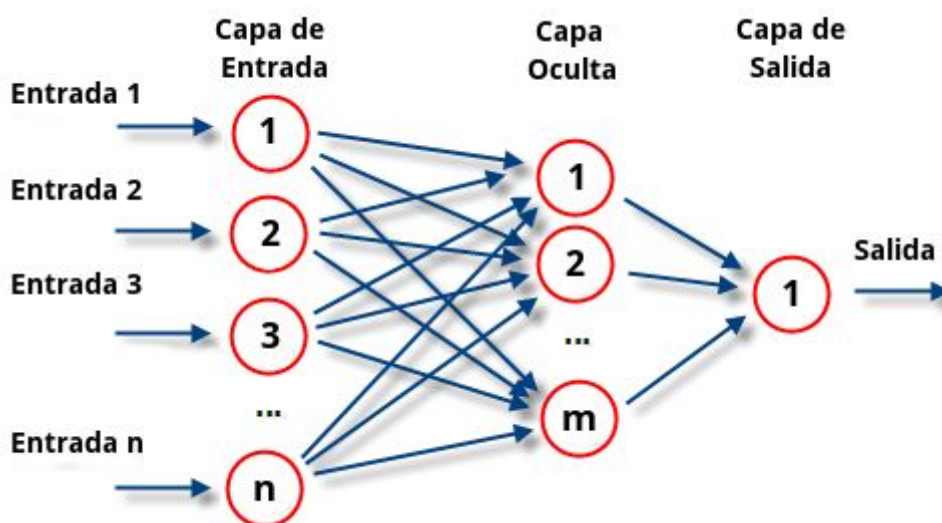 Capa de
Entrada
Capa
Oculta
Capa de
Salida
Entrada 1
1
1
Entrada 2
2
2
Entrada 3
3
1
Salida
...
...
m
Entrada n
n